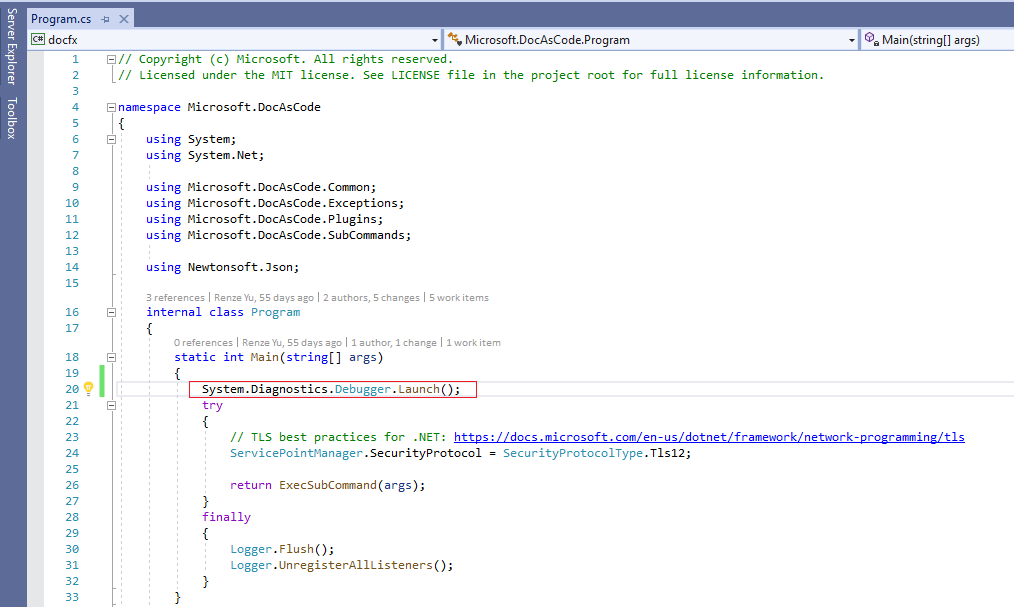 Server Explorer
Toolbox
Program.cs
C# docfx
Microsoft.DocAsCode.Program
Main(string[] args)
1 // Copyright (c) Microsoft. All rights reserved.
2 // Licensed under the MIT license. See LICENSE file in the project root for full license information.
3
4 namespace Microsoft.DocAsCode
5 {
6 using System;
7 using System.Net;
8
9 using Microsoft.DocAsCode.Common;
10 using Microsoft.DocAsCode.Exceptions;
11 using Microsoft.DocAsCode.Plugins;
12 using Microsoft.DocAsCode.SubCommands;
13
14 using Newtonsoft.Json;
15
3 references | Renze Yu, 55 days ago | 2 authors, 5 changes | 5 work items
16 internal class Program
17 {
0 references | Renze Yu, 55 days ago | 1 author, 1 change | 1 work item
18 static int Main(string[] args)
19 {
20 System.Diagnostics.Debugger.Launch();
21 try
22 {
23 // TLS best practices for .NET: https://docs.microsoft.com/en-us/dotnet/framework/network-programming/tls
24 ServicePointManager.SecurityProtocol = SecurityProtocolType.Tls12;
25
26 return ExecSubCommand(args);
27 }
28 finally
29 {
30 Logger.Flush();
31 Logger.UnregisterAllListeners();
32 }
33 }